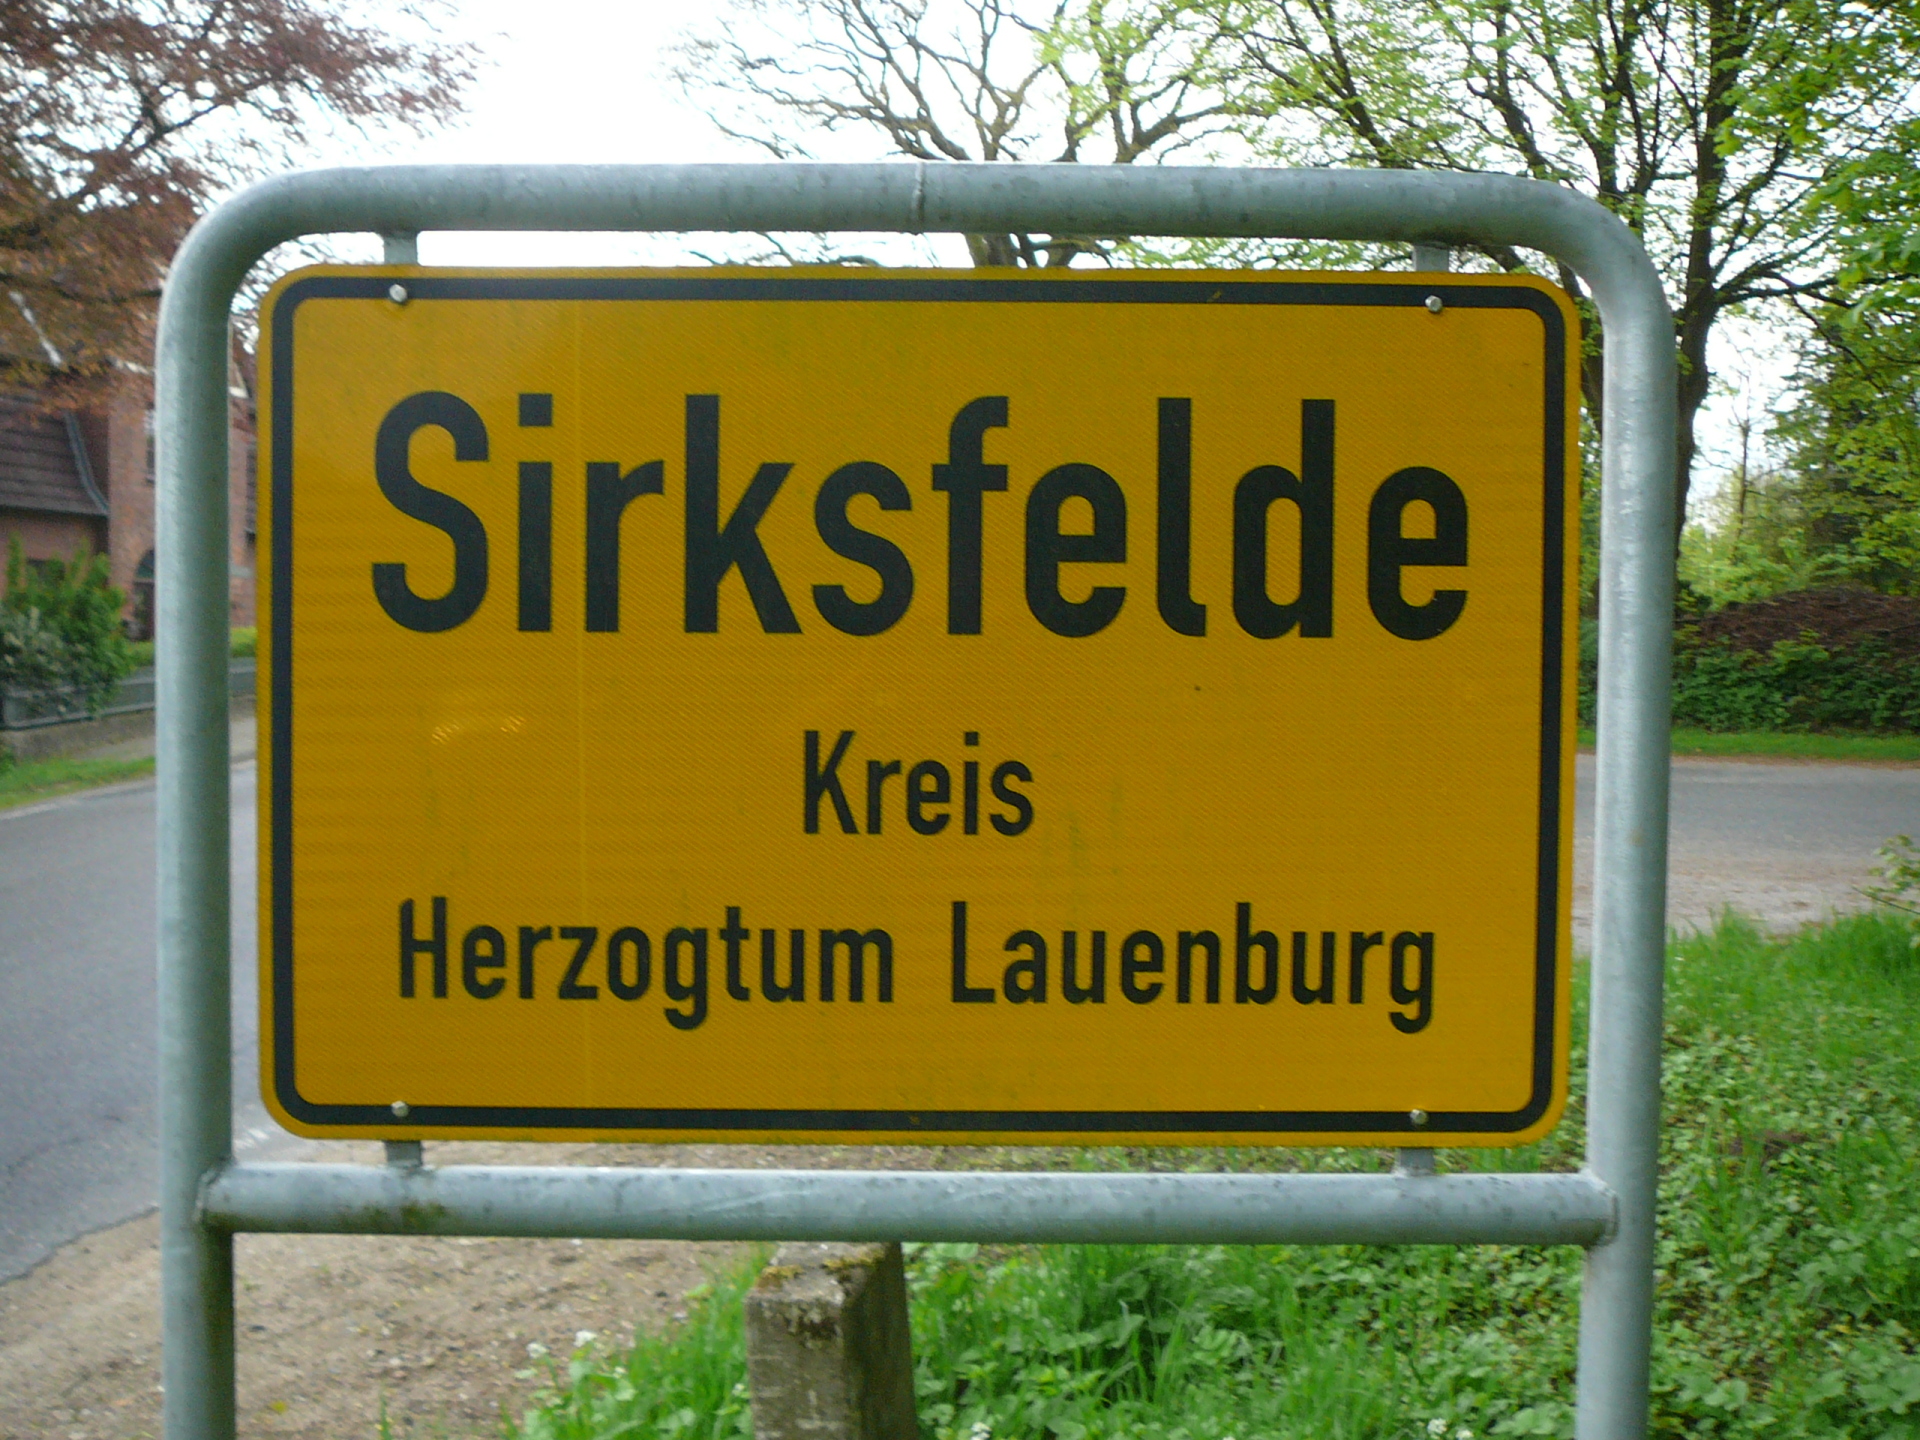 Sirksfelde
Kreis
Herzogtum Lauenburg